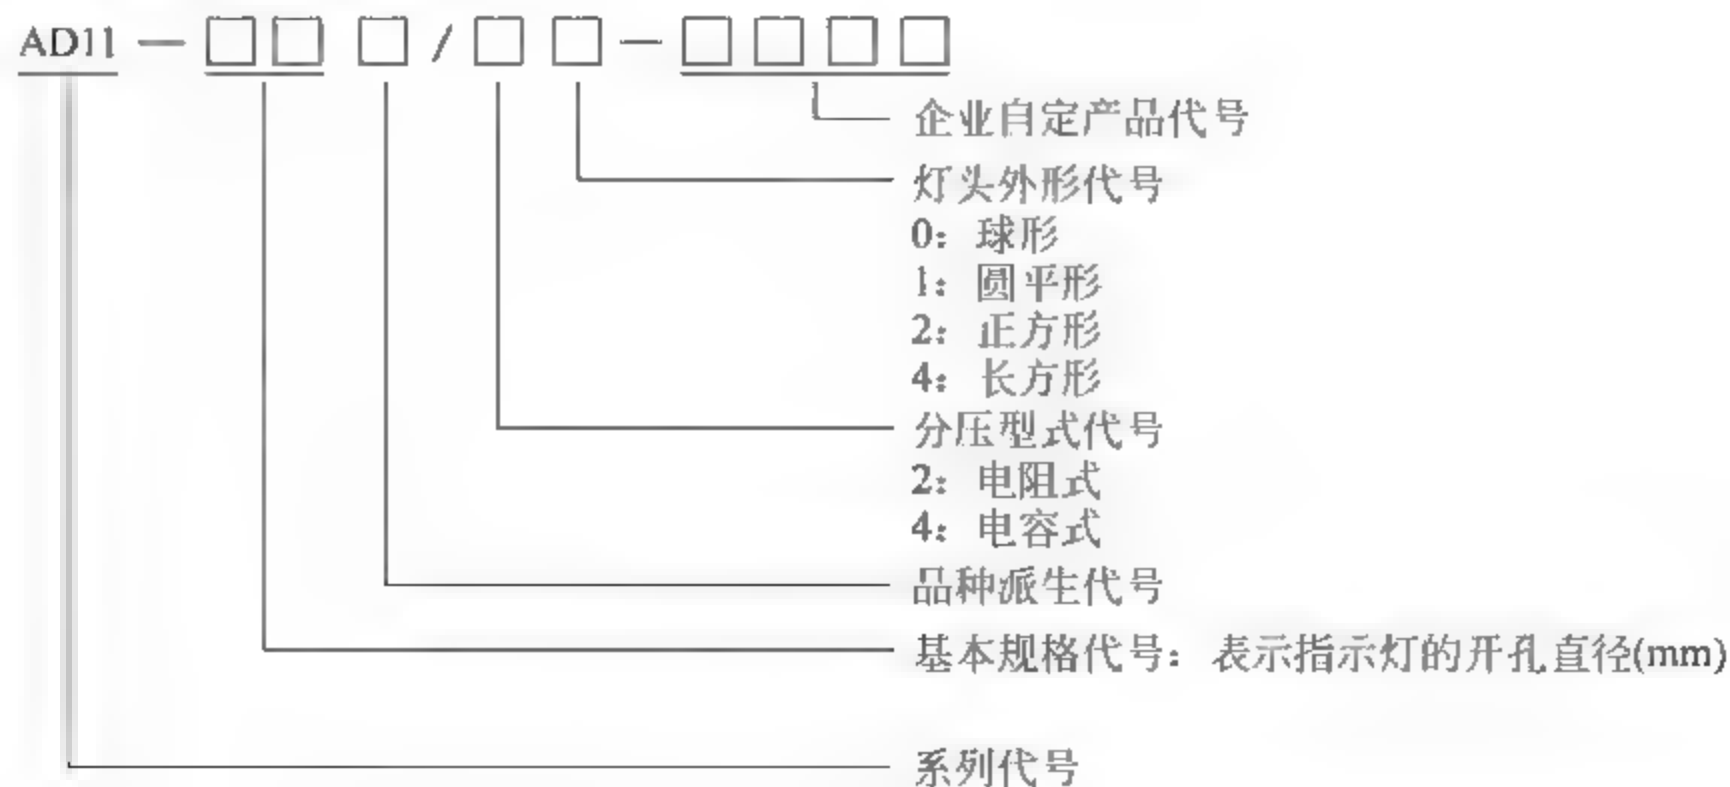 AD11—□□ □/□ □—□ □ □ □
企业自定产品代号
灯头外形代号
0：球形
1：圆平形
2：正方形
4：长方形
分压型式代号
2：电阻式
4：电容式
品种派生代号
基本规格代号：表示指示灯的开孔直径(mm)
系列代号